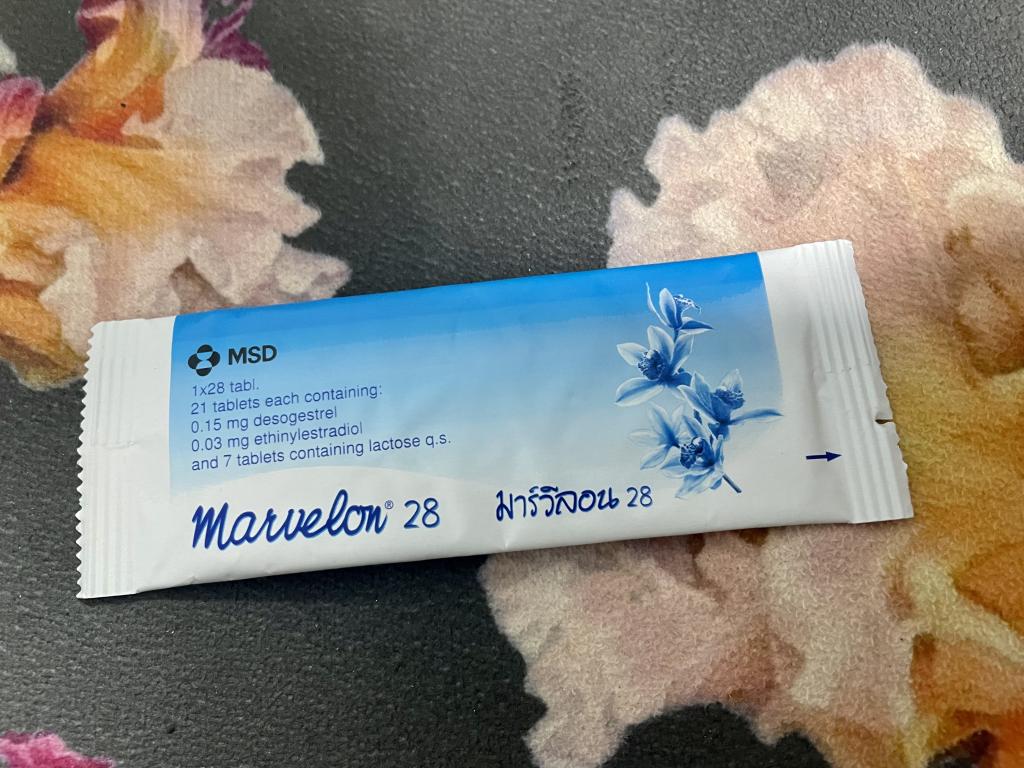 MSD
1x28 tabl.
21 tablets each containing:
0.15 mg desogestrel
0.03 mg ethinylestradiol
and 7 tablets containing lactose q.s.
Marvelon® 28
มาร์วีลอน 28